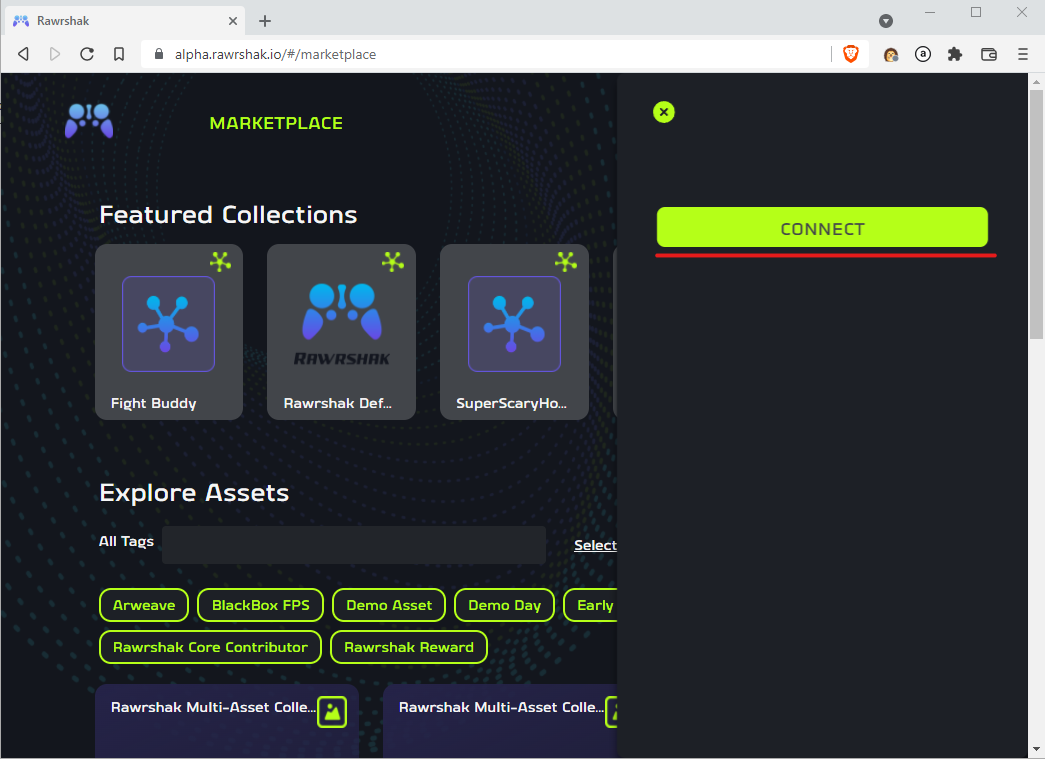 Rawrshak
alpha.rawrshak.io/#/marketplace
MARKETPLACE
CONNECT
Featured Collections
RAWRSHAK
Fight Buddy
Rawrshak Def...
SuperScaryHo...
Explore Assets
All Tags
Select
Arweave
BlackBox FPS
Demo Asset
Demo Day
Early
Rawrshak Core Contributor
Rawrshak Reward
Rawrshak Multi-Asset Colle...
Rawrshak Multi-Asset Colle...